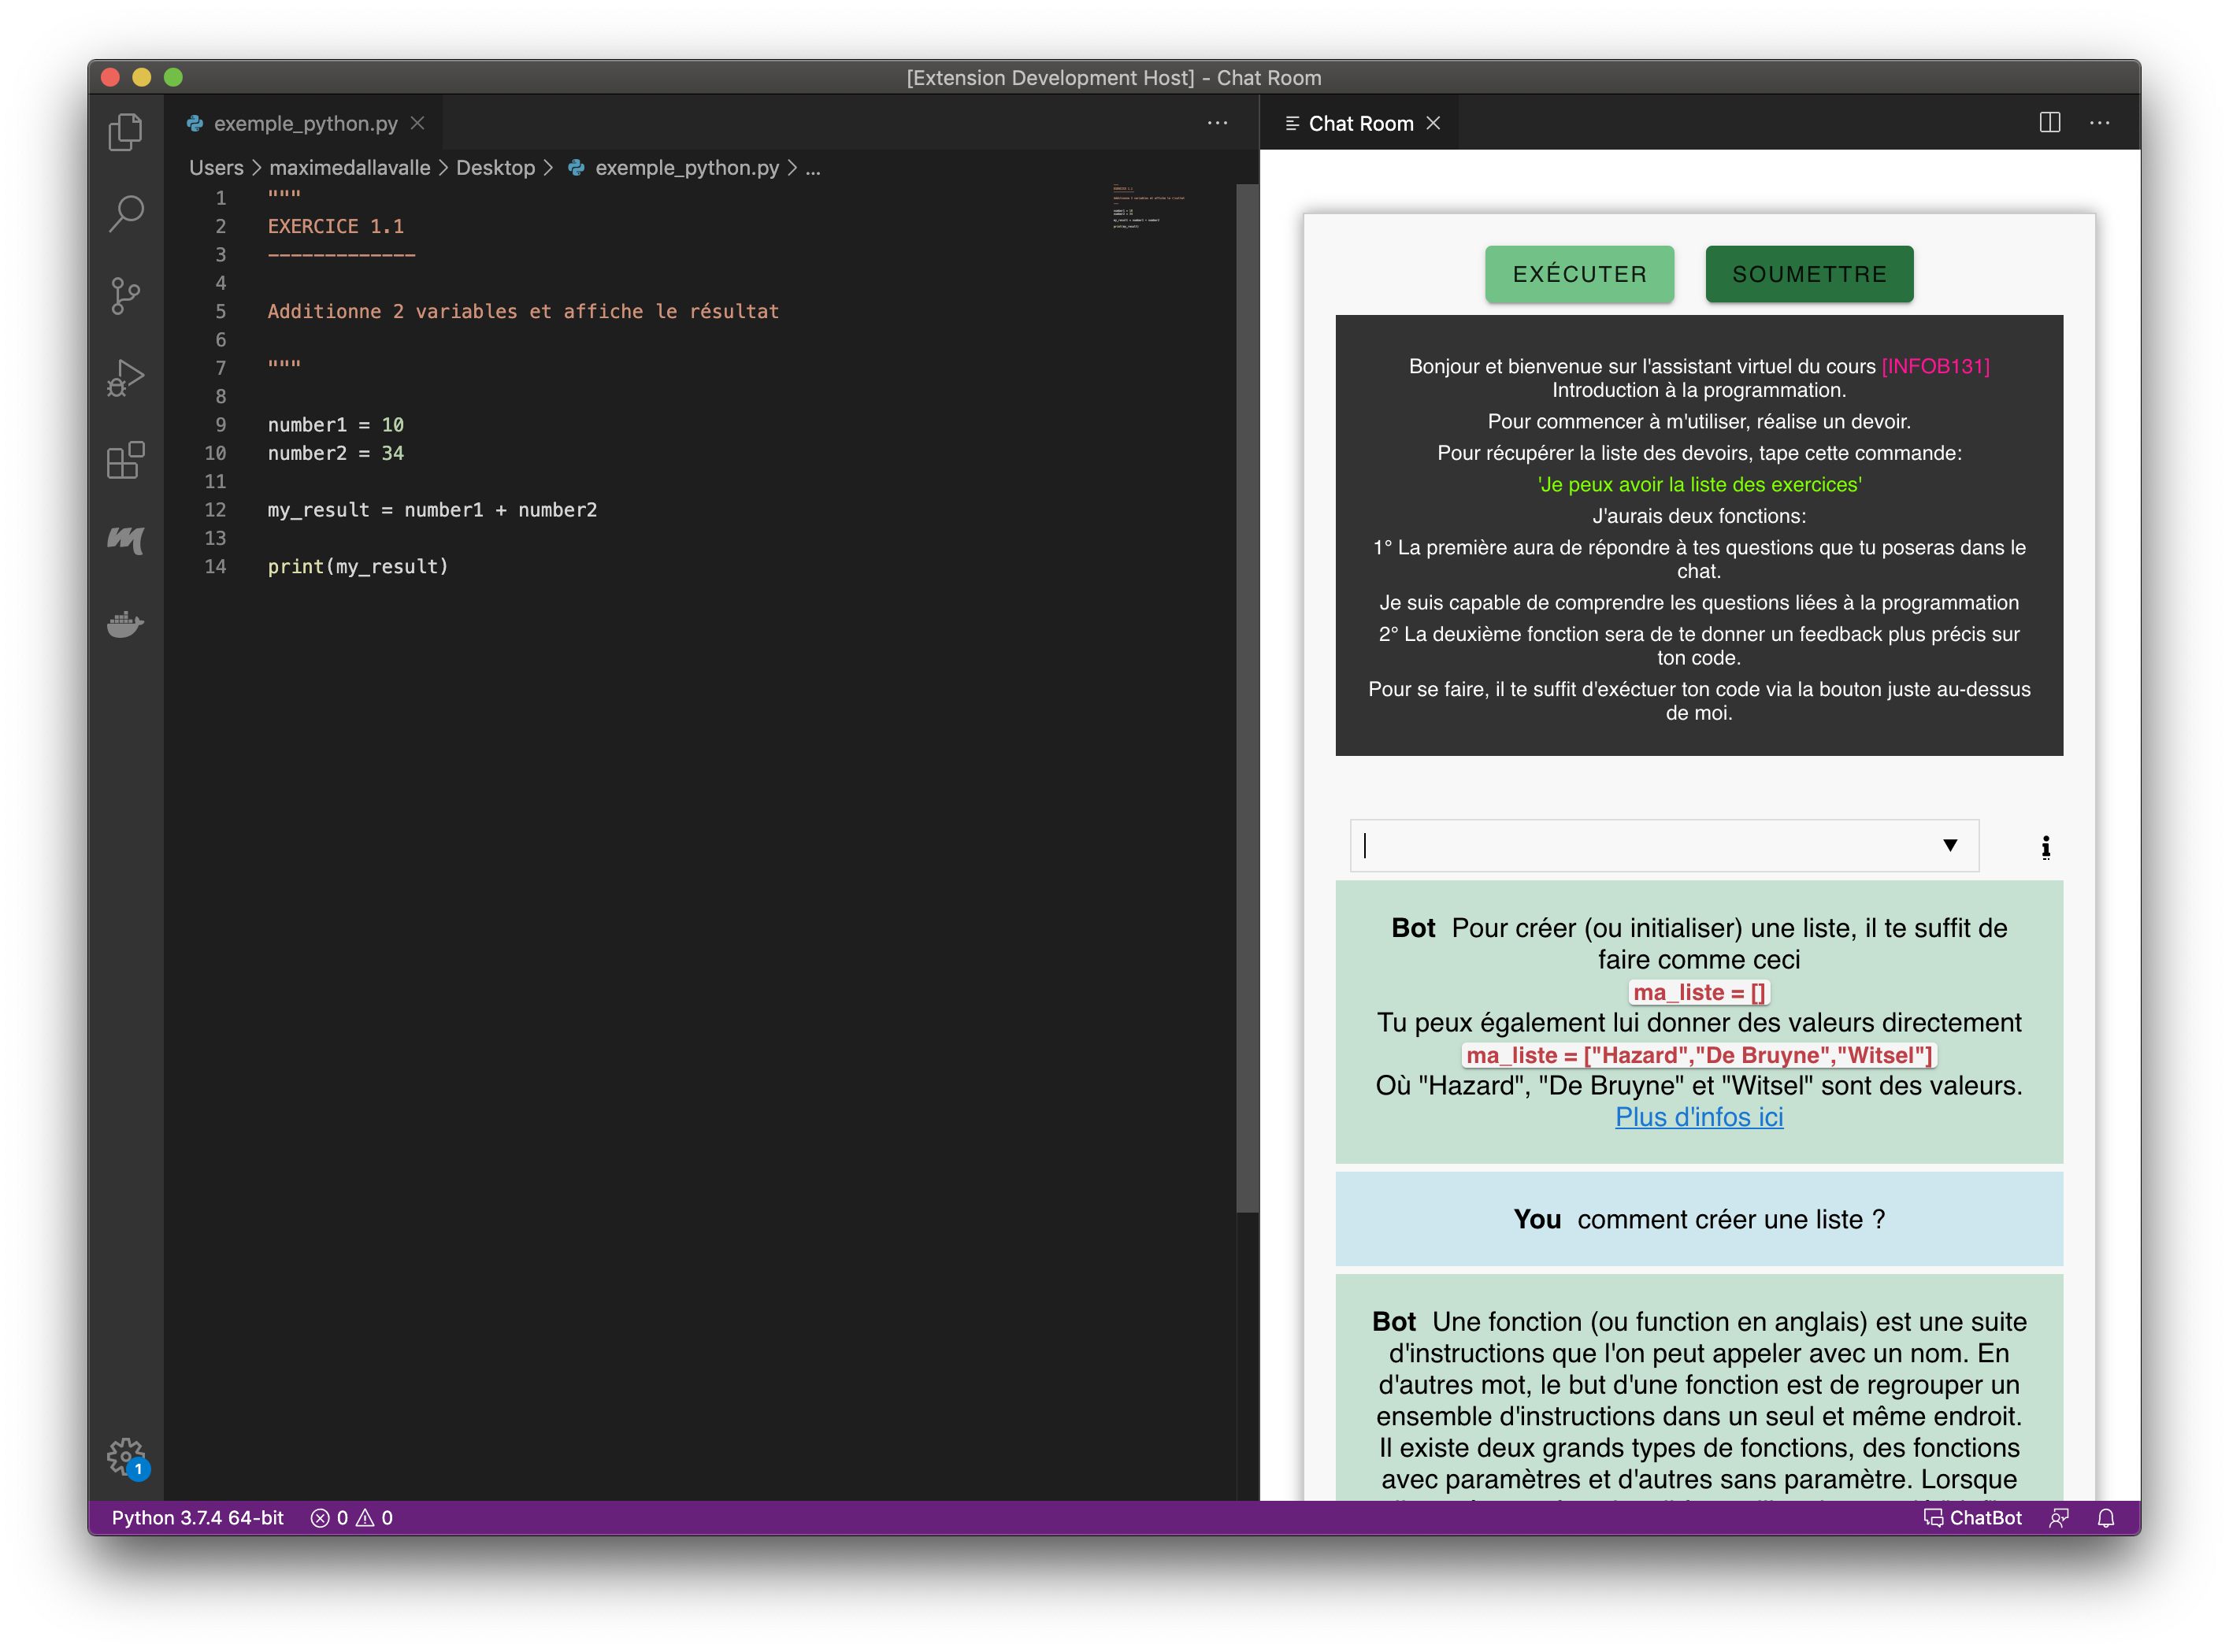 [Extension Development Host] - Chat Room
exemple_python.py
Users > maximedallavalle > Desktop > exemple_python.py > ...
1 """
2 EXERCICE 1.1
3 -------------
4
5 Additionne 2 variables et affiche le résultat
6
7 """
8
9 number1 = 10
10 number2 = 34
11
12 my_result = number1 + number2
13
14 print(my_result)
Chat Room
EXÉCUTER SOUMETTRE
Bonjour et bienvenue sur l'assistant virtuel du cours [INFOB131]
Introduction à la programmation.
Pour commencer à m'utiliser, réalise un devoir.
Pour récupérer la liste des devoirs, tape cette commande:
'Je peux avoir la liste des exercices'
J'aurais deux fonctions:
1° La première aura de répondre à tes questions que tu poseras dans le
chat.
Je suis capable de comprendre les questions liées à la programmation
2° La deuxième fonction sera de te donner un feedback plus précis sur
ton code.
Pour se faire, il te suffit d'exéctuer ton code via la bouton juste au-dessus
de moi.
Bot Pour créer (ou initialiser) une liste, il te suffit de
faire comme ceci
ma_liste = []
Tu peux également lui donner des valeurs directement
ma_liste = ["Hazard","De Bruyne","Witsel"]
Où "Hazard", "De Bruyne" et "Witsel" sont des valeurs.
Plus d'infos ici
You comment créer une liste ?
Bot Une fonction (ou function en anglais) est une suite
d'instructions que l'on peut appeler avec un nom. En
d'autres mot, le but d'une fonction est de regrouper un
ensemble d'instructions dans un seul et même endroit.
Il existe deux grands types de fonctions, des fonctions
avec paramètres et d'autres sans paramètre. Lorsque
1
Python 3.7.4 64-bit 0 0
ChatBot